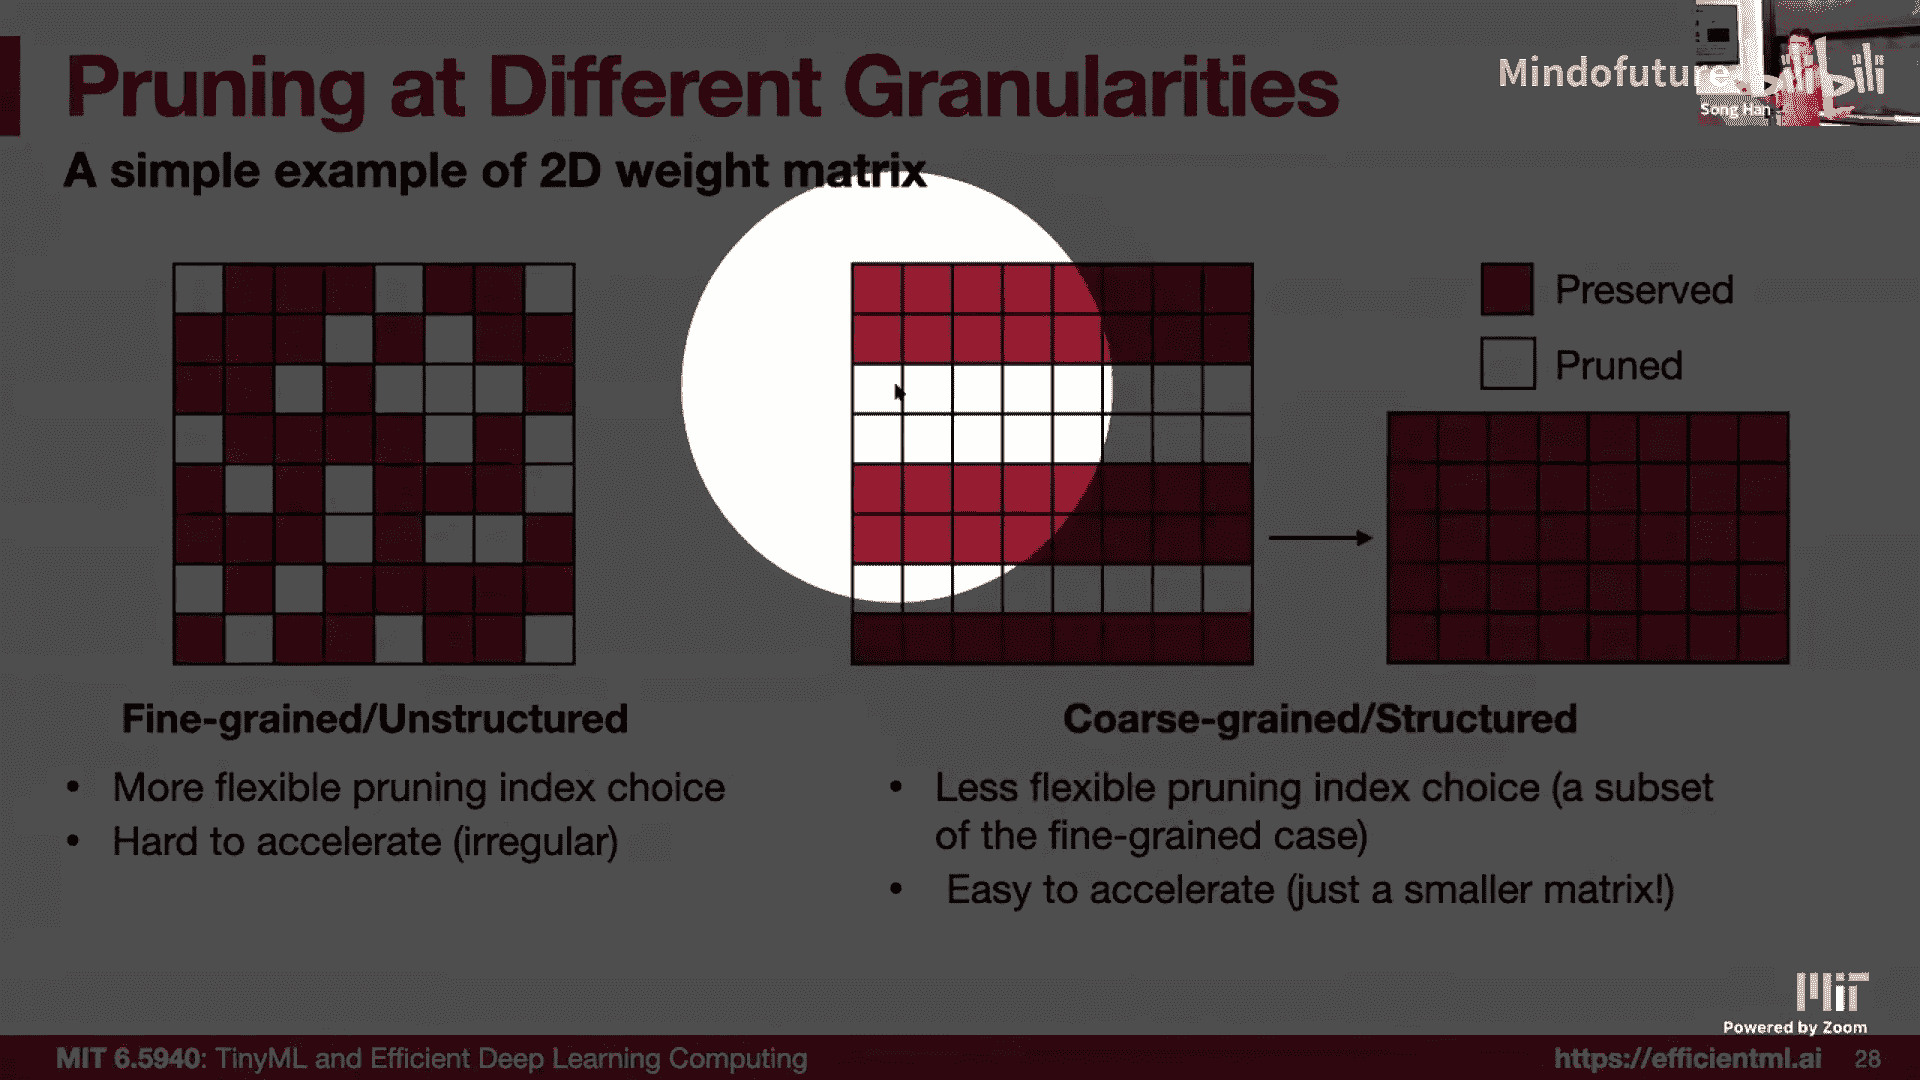 Pruning at Different Granularities
Mindofuture
bilibili
Song Han
A simple example of 2D weight matrix
Preserved
Pruned
Fine-grained/Unstructured
• More flexible pruning index choice
• Hard to accelerate (irregular)
Coarse-grained/Structured
• Less flexible pruning index choice (a subset
of the fine-grained case)
• Easy to accelerate (just a smaller matrix!)
MIT
Powered by Zoom
MIT 6.5940: TinyML and Efficient Deep Learning Computing
https://efficientml.ai
28